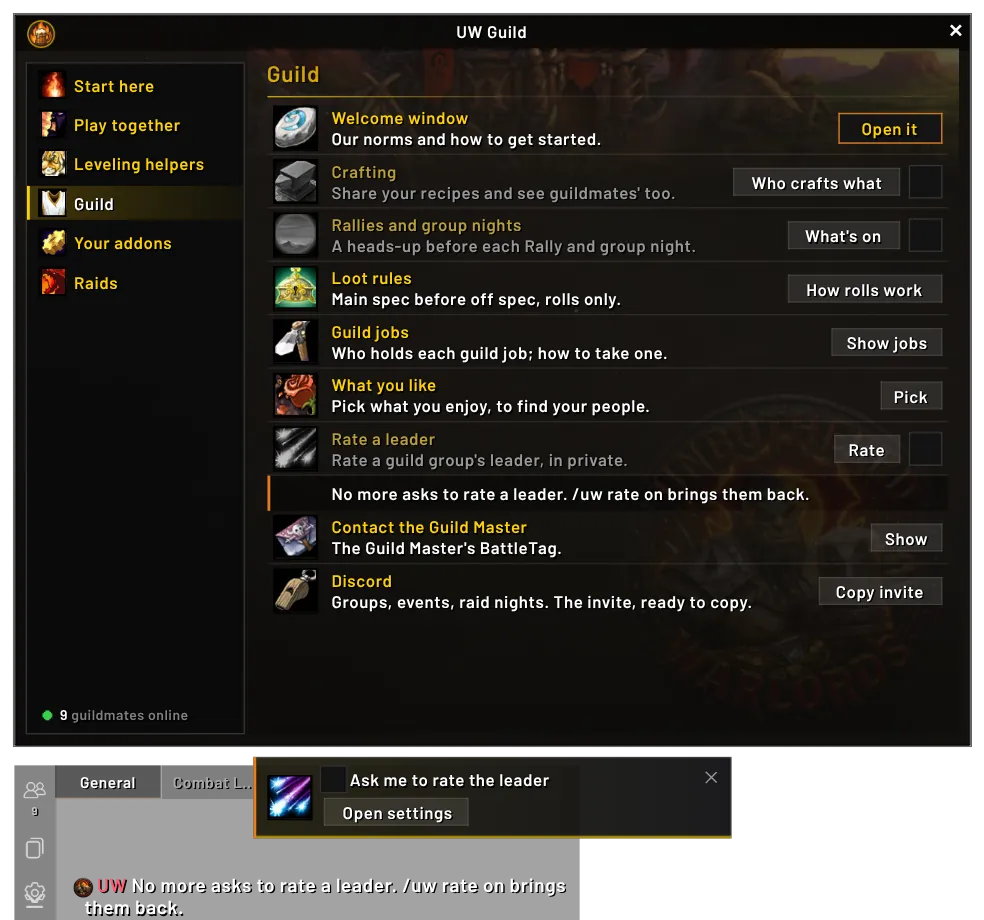 UW Guild
Start here
Play together
Leveling helpers
Guild
Your addons
Raids
9 guildmates online
Guild
Welcome window
Our norms and how to get started.
Open it
Crafting
Share your recipes and see guildmates' too.
Who crafts what
Rallies and group nights
A heads-up before each Rally and group night.
What's on
Loot rules
Main spec before off spec, rolls only.
How rolls work
Guild jobs
Who holds each guild job; how to take one.
Show jobs
What you like
Pick what you enjoy, to find your people.
Pick
Rate a leader
Rate a guild group's leader, in private.
Rate
No more asks to rate a leader. /uw rate on brings them back.
Contact the Guild Master
The Guild Master's BattleTag.
Show
Discord
Groups, events, raid nights. The invite, ready to copy.
Copy invite
WARLORDS
9
General
Combat L...
Ask me to rate the leader
Open settings
UW No more asks to rate a leader. /uw rate on brings
them back.